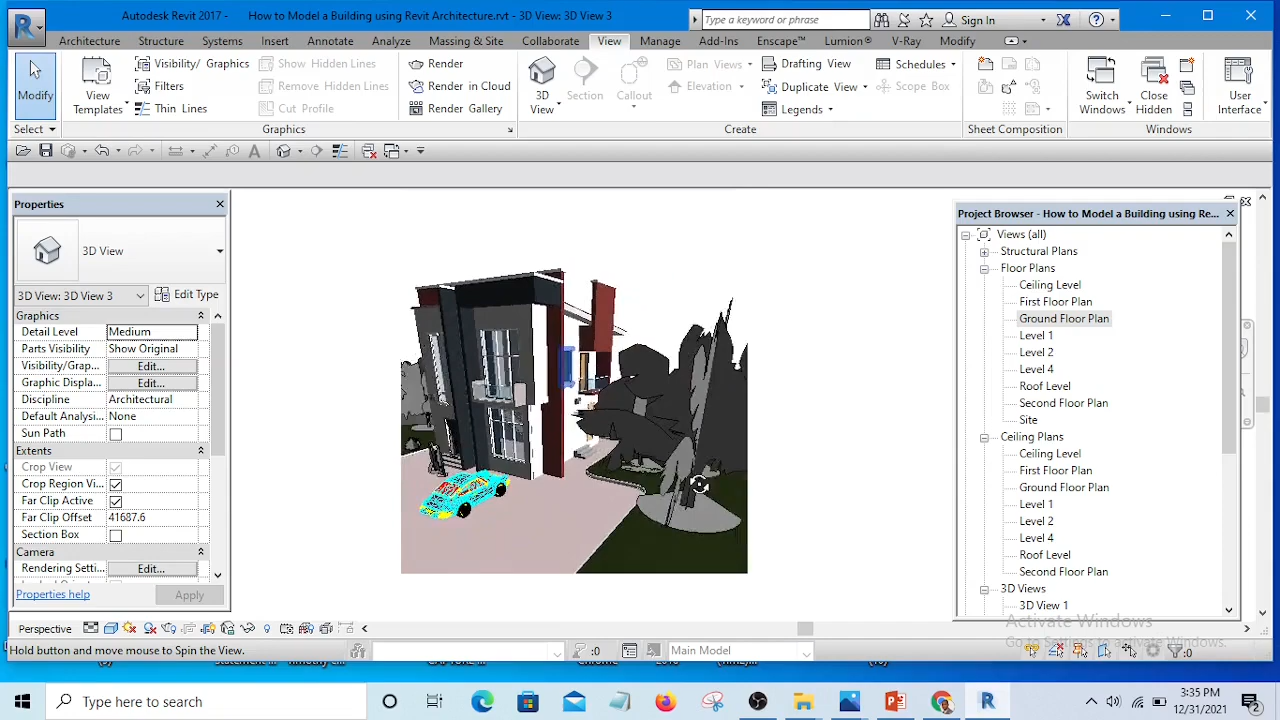 Autodesk Revit 2017 - How to Model a Building using Revit Architecture.rvt - 3D View: 3D View 3
Type a keyword or phrase
Sign In
Architecture Structure Systems Insert Annotate Analyze Massing & Site Collaborate View Manage Add-Ins Enscape™ Lumion® V-Ray Modify
Modify
View Templates
Visibility/ Graphics
Filters
Thin Lines
Show Hidden Lines
Remove Hidden Lines
Cut Profile
Render
Render in Cloud
Render Gallery
3D View
Section
Callout
Plan Views
Elevation
Drafting View
Duplicate View
Legends
Schedules
Scope Box
Switch Windows
Close Hidden
User Interface
Select
Graphics
Create
Sheet Composition
Windows
Properties
3D View
3D View: 3D View 3
Edit Type
Graphics
Detail Level Medium
Parts Visibility Show Original
Visibility/Grap... Edit...
Graphic Displa... Edit...
Discipline Architectural
Default Analysi... None
Sun Path
Extents
Crop View
Crop Region Vi...
Far Clip Active
Far Clip Offset 41687.6
Section Box
Camera
Rendering Setti... Edit...
Properties help
Apply
Project Browser - How to Model a Building using Re...
Views (all)
Structural Plans
Floor Plans
Ceiling Level
First Floor Plan
Ground Floor Plan
Level 1
Level 2
Level 4
Roof Level
Second Floor Plan
Site
Ceiling Plans
Ceiling Level
First Floor Plan
Ground Floor Plan
Level 1
Level 2
Level 4
Roof Level
Second Floor Plan
3D Views
3D View 1
Activate Windows
Go to Settings to activate Windows.
Perspective
Hold button and move mouse to Spin the View.
:0
Main Model
:0
Type here to search
3:35 PM
12/31/2021
2